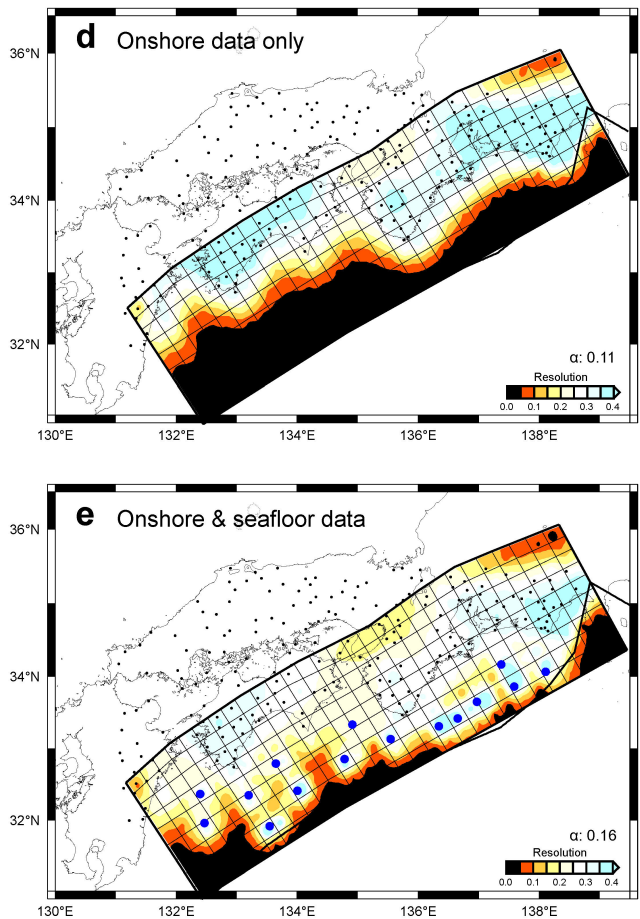 d Onshore data only
36°N
34°N
32°N
α: 0.11
Resolution
0.0 0.1 0.2 0.3 0.4
130°E 132°E 134°E 136°E 138°E
e Onshore & seafloor data
36°N
34°N
32°N
α: 0.16
Resolution
0.0 0.1 0.2 0.3 0.4
130°E 132°E 134°E 136°E 138°E